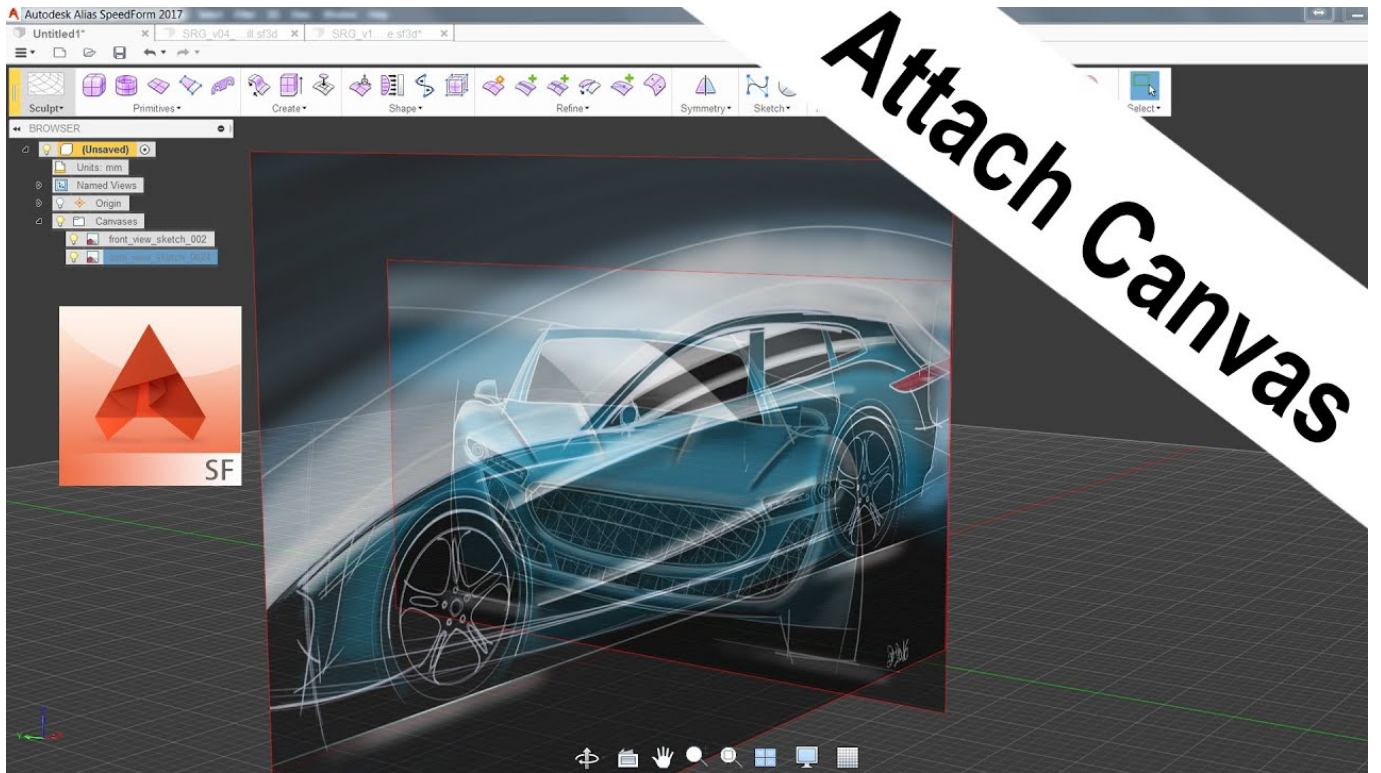 Autodesk Alias SpeedForm 2017
Untitled1*
SRG_v04_ ill.sf3d
SRG_v1... e.sf3d*
Sculpt
Primitives
Create
Shape
Refine
Symmetry
Sketch
Select
BROWSER
(Unsaved)
Units: mm
Named Views
Origin
Canvases
front_view_sketch_002
SF
Attach Canvas